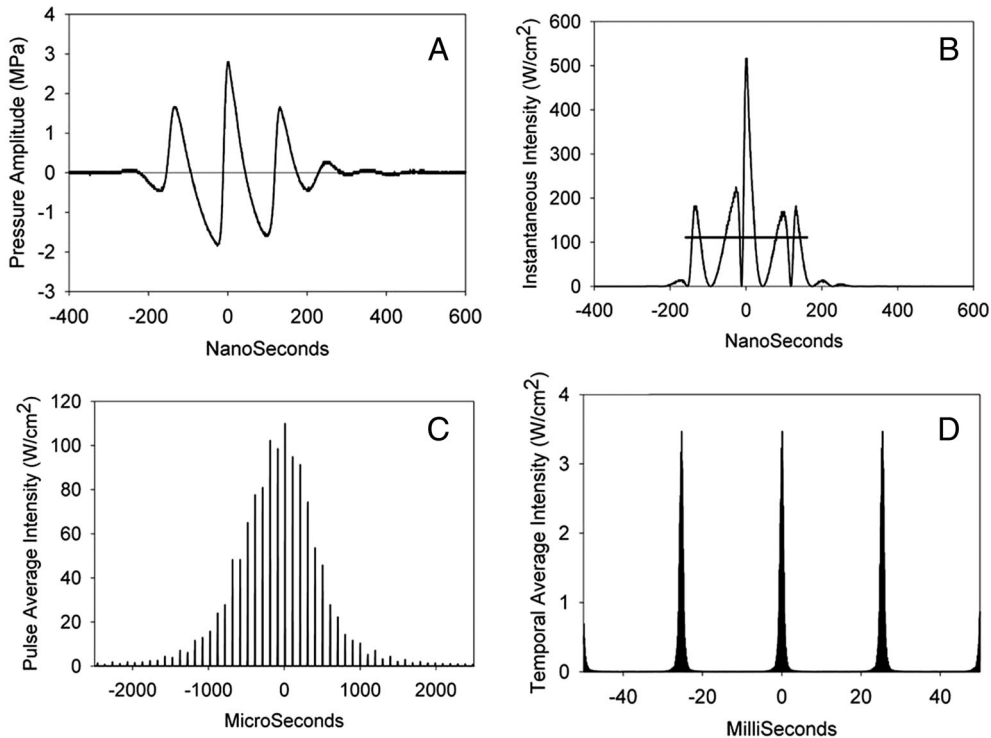 A
Pressure Amplitude (MPa)
4
3
2
1
0
-1
-2
-3
-400 -200 0 200 400 600
NanoSeconds
B
Instantaneous Intensity (W/cm2)
600
500
400
300
200
100
0
-400 -200 0 200 400 600
NanoSeconds
C
Pulse Average Intensity (W/cm2)
120
100
80
60
40
20
0
-2000 -1000 0 1000 2000
MicroSeconds
D
Temporal Average Intensity (W/cm2)
4
3
2
1
0
-40 -20 0 20 40
MilliSeconds